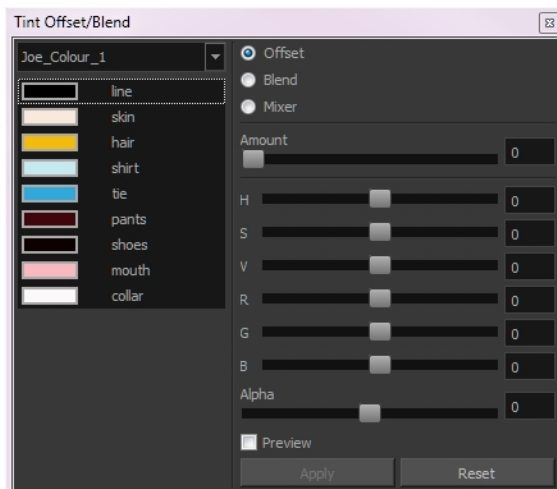 Tint Offset/Blend
Joe_Colour_1
line
skin
hair
shirt
tie
pants
shoes
mouth
collar
Offset
Blend
Mixer
Amount
0
H 0
S 0
V 0
R 0
G 0
B 0
Alpha
0
Preview
Apply Reset